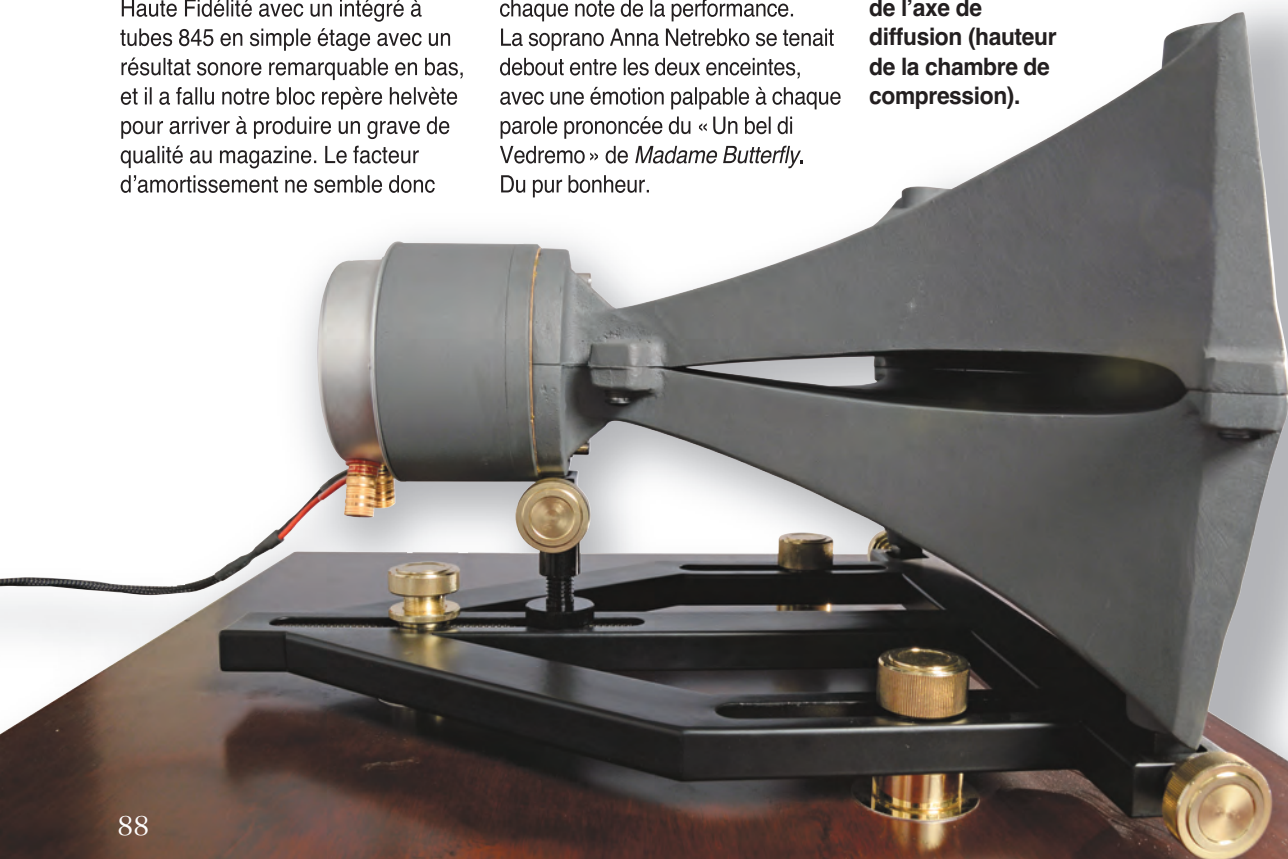 Haute Fidélité avec un intégré à
tubes 845 en simple étage avec un
résultat sonore remarquable en bas,
et il a fallu notre bloc repère helvète
pour arriver à produire un grave de
qualité au magazine. Le facteur
d'amortissement ne semble donc
chaque note de la performance.
La soprano Anna Netrebko se tenait
debout entre les deux enceintes,
avec une émotion palpable à chaque
parole prononcée du « Un bel di
Vedremo » de Madame Butterfly.
Du pur bonheur.
de l'axe de
diffusion (hauteur
de la chambre de
compression).
88